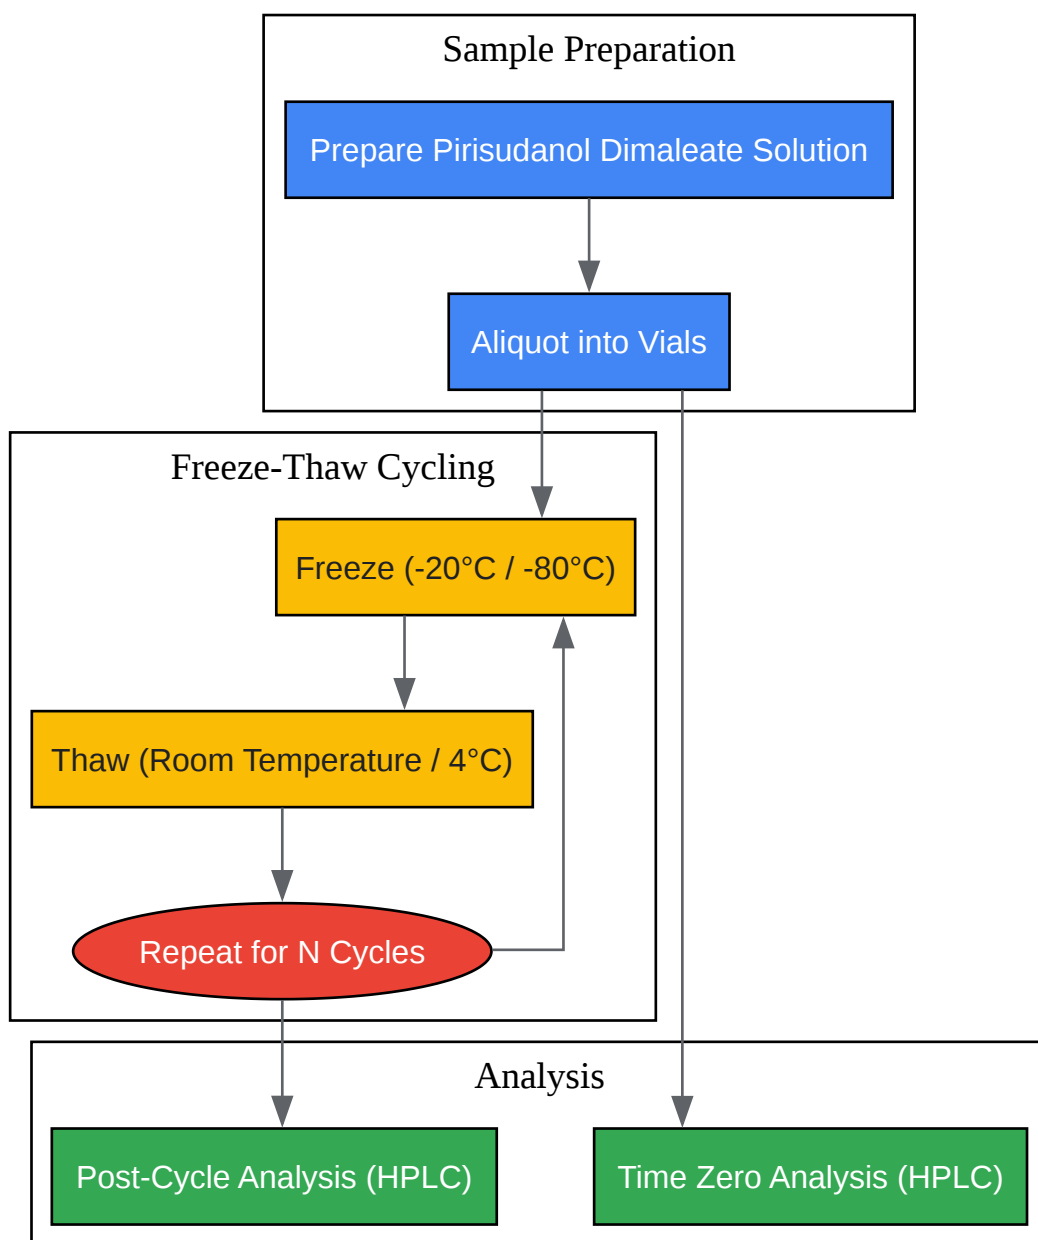 Sample Preparation
Prepare Pirisudanol Dimaleate Solution
Aliquot into Vials
Freeze-Thaw Cycling
Freeze (-20°C / -80°C)
Thaw (Room Temperature / 4°C)
Repeat for N Cycles
Analysis
Post-Cycle Analysis (HPLC)
Time Zero Analysis (HPLC)